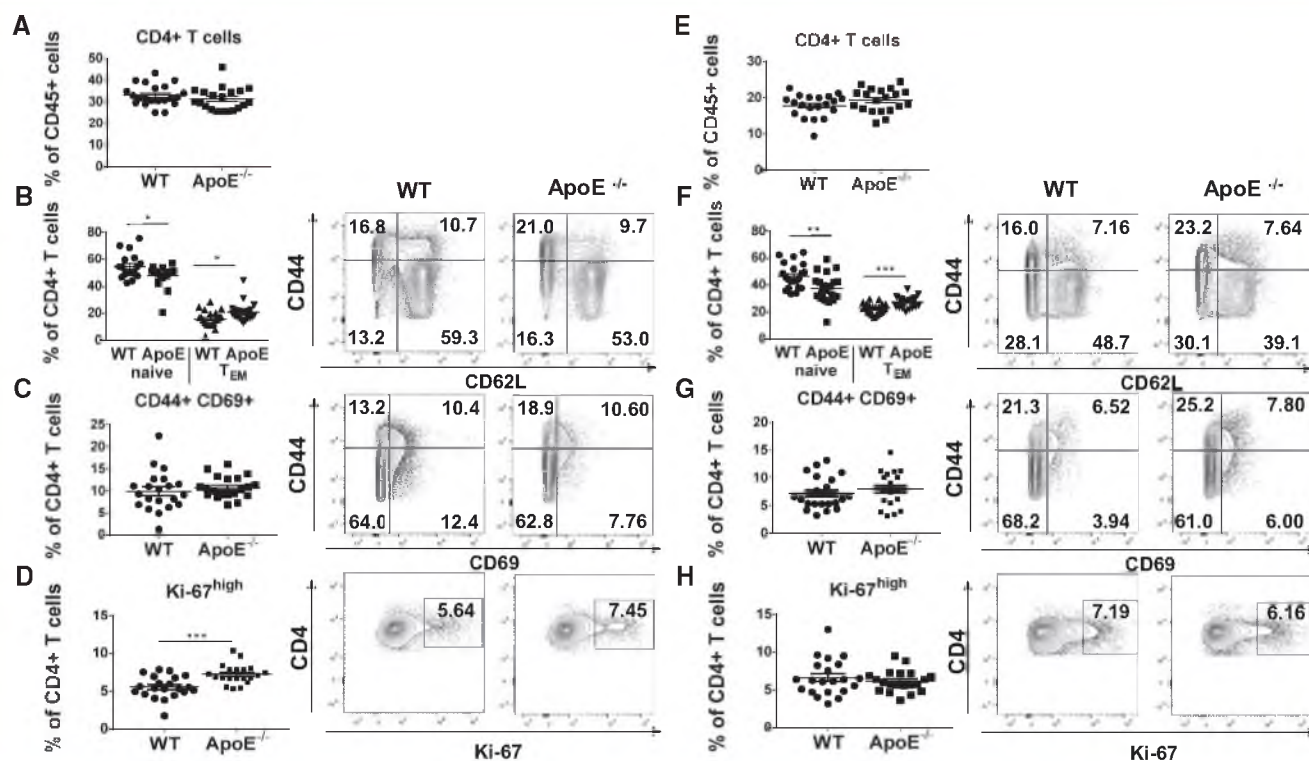 A
CD4+ T cells
% of CD45+ cells
50
40
30
20
10
0
WT ApoE-/-
B
% of CD4+ T cells
80
60
40
20
0
*
*
WT ApoE WT ApoE
naive TEM
WT ApoE -/-
CD44
16.8 10.7
13.2 59.3
21.0 9.7
16.3 53.0
CD62L
C
CD44+ CD69+
% of CD4+ T cells
25
20
15
10
5
0
WT ApoE-/-
CD44
13.2 10.4
64.0 12.4
18.9 10.60
62.8 7.76
CD69
D
Ki-67high
% of CD4+ T cells
15
10
5
0
***
WT ApoE-/-
CD4
5.64
7.45
Ki-67
E
CD4+ T cells
% of CD45+ cells
30
20
10
0
WT ApoE-/-
F
% of CD4+ T cells
80
60
40
20
0
**
***
WT ApoE WT ApoE
naive TEM
WT ApoE -/-
CD44
16.0 7.16
28.1 48.7
23.2 7.64
30.1 39.1
CD62L
G
CD44+ CD69+
% of CD4+ T cells
20
15
10
5
0
WT ApoE-/-
CD44
21.3 6.52
68.2 3.94
25.2 7.80
61.0 6.00
CD69
H
Ki-67high
% of CD4+ T cells
15
10
5
0
WT ApoE-/-
CD4
7.19
6.16
Ki-67